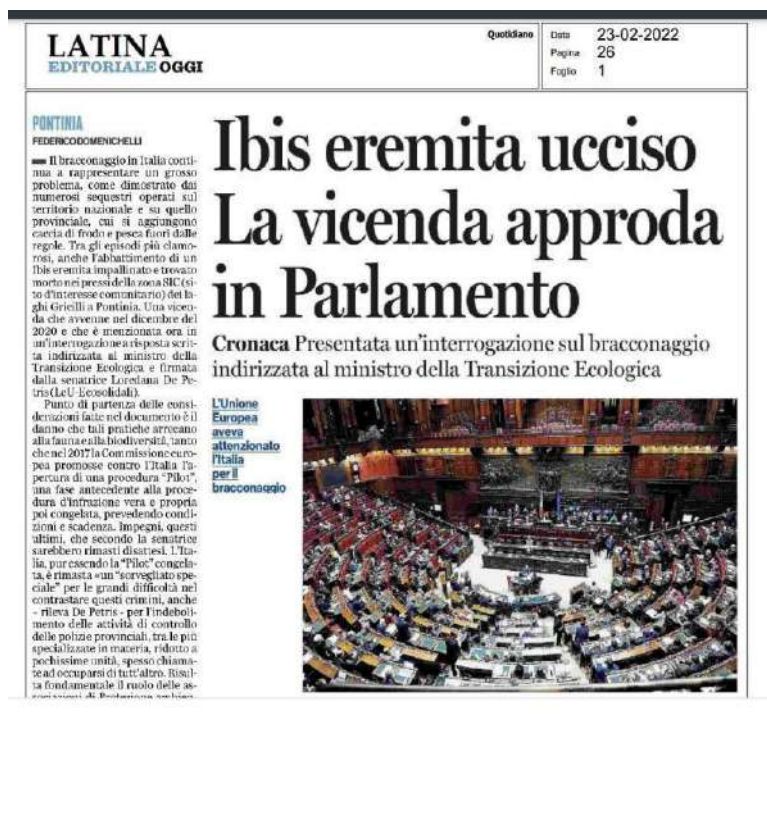 LATINA
EDITORIALE OGGI
Quotidiano
Data 23-02-2022
Pagina 26
Foglio 1
PONTINIA
FEDERICO DOMENICHELLI
Il bracconaggio in Italia conti-
nua a rappresentare un grosso
problema, come dimostrato dai
numerosi sequestri operati sul
territorio nazionale e su quello
provinciale, cui si aggiungono
caccia di frodo e pesca fuori dalle
regole. Tra gli episodi più clamo-
rosi, anche l'abbattimento di un
Ibis eremita impallinato e trovato
morto nei pressi della zona SIC (si-
to d'interesse comunitario) dei la-
ghi Gricilli a Pontinia. Una vicen-
da che avvenne nel dicembre del
2020 e che è menzionata ora in
un'interrogazione a risposta scrit-
ta indirizzata al ministro della
Transizione Ecologica e firmata
dalla senatrice Loredana De Pe-
tris (LeU-Ecosolidali).
Punto di partenza delle consi-
derazioni fatte nel documento è il
danno che tali pratiche arrecano
alla fauna e alla biodiversità, tanto
che nel 2017 la Commissione euro-
pea promosse contro l'Italia l'a-
pertura di una procedura "Pilot",
una fase antecedente alla proce-
dura d'infrazione vera e propria
poi congelata, prevedendo condi-
zioni e scadenza. Impegni, questi
ultimi, che secondo la senatrice
sarebbero rimasti disattesi. L'Ita-
lia, pur essendo la "Pilot" congela-
ta, è rimasta «un "sorvegliato spe-
ciale" per le grandi difficoltà nel
contrastare questi crimini, anche
- rileva De Petris - per l'indeboli-
mento delle attività di controllo
delle polizie provinciali, tra le più
specializzate in materia, ridotto a
pochissime unità, spesso chiama-
te ad occuparsi di tutt'altro. Risul-
ta fondamentale il ruolo delle as-
sociazioni di Protezione ambien-
Ibis eremita ucciso
La vicenda approda
in Parlamento
Cronaca Presentata un'interrogazione sul bracconaggio
indirizzata al ministro della Transizione Ecologica
L'Unione
Europea
aveva
attenzionato
l'Italia
per il
bracconaggio